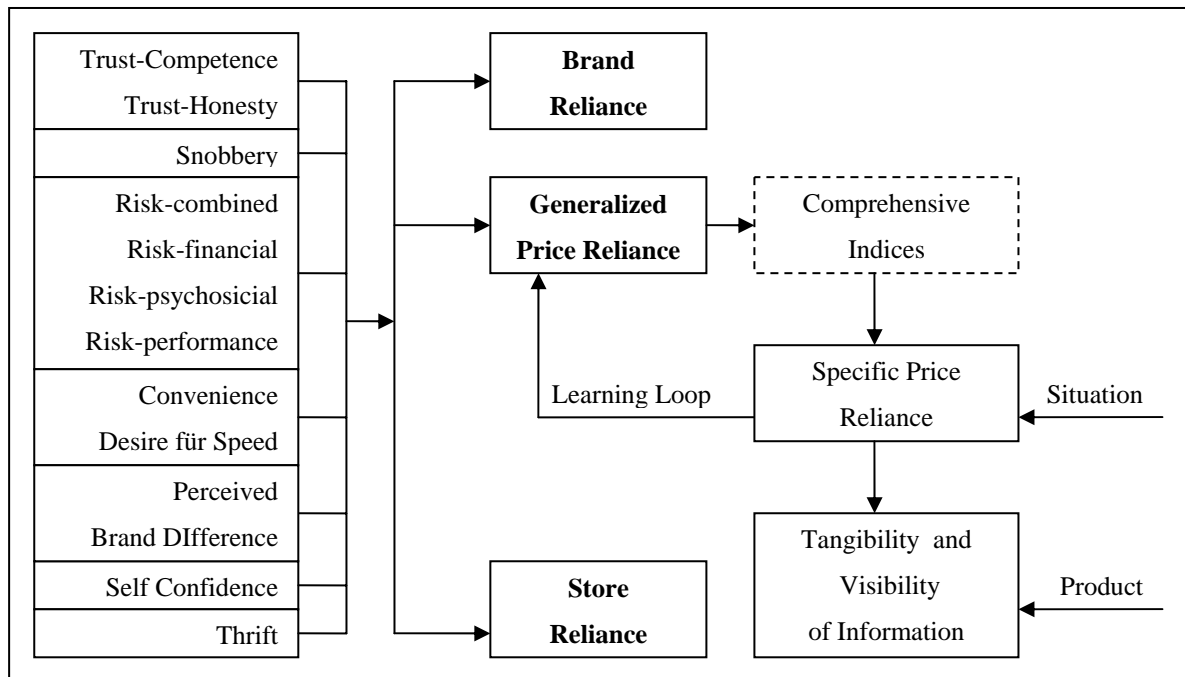 Trust-Competence
Trust-Honesty
Snobbery
Risk-combined
Risk-financial
Risk-psychosicial
Risk-performance
Convenience
Desire für Speed
Perceived
Brand DIfference
Self Confidence
Thrift
Brand
Reliance
Generalized
Price Reliance
Learning Loop
Store
Reliance
Comprehensive
Indices
Specific Price
Reliance
Situation
Tangibility and
Visibility
of Information
Product